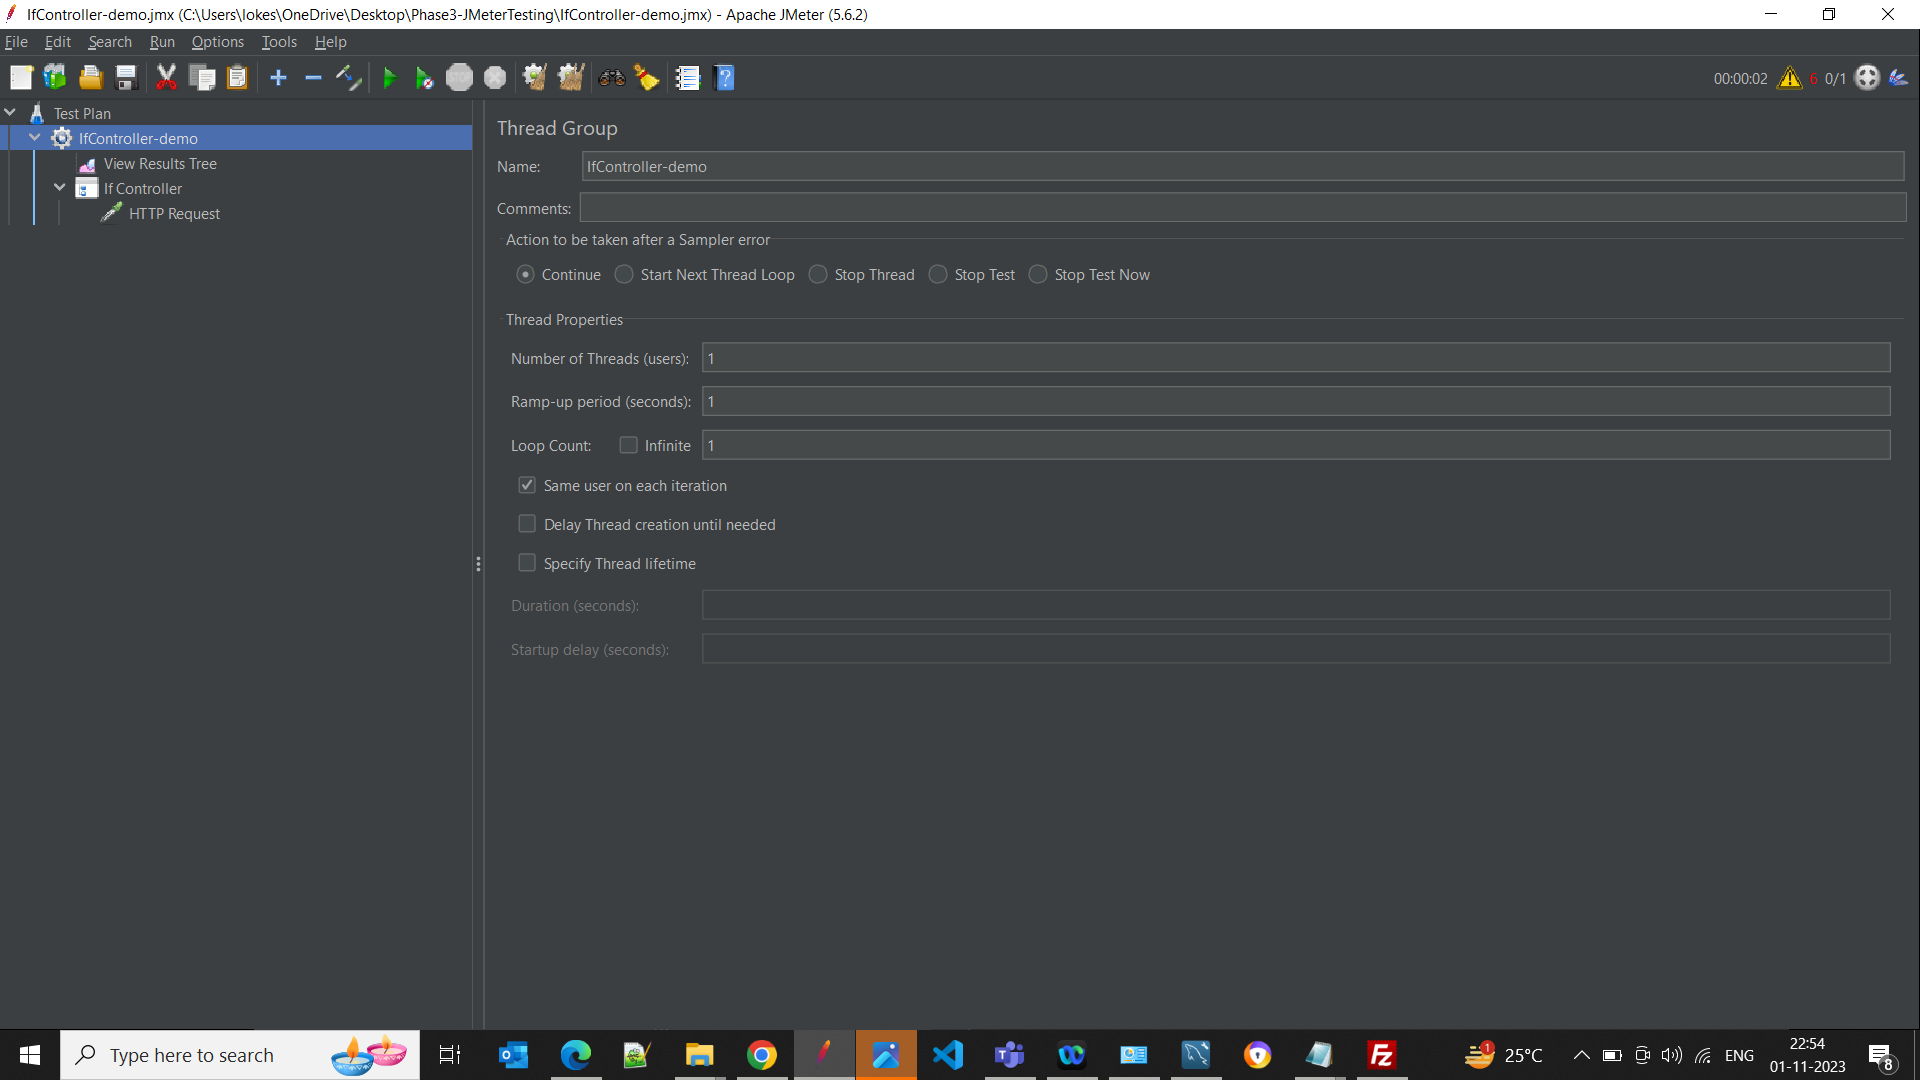 IfController-demo.jmx (C:\Users\lokes\OneDrive\Desktop\Phase3-JMeterTesting\IfController-demo.jmx) - Apache JMeter (5.6.2)
File Edit Search Run Options Tools Help
STOP 00:00:02 6 0/1
Test Plan
IfController-demo
View Results Tree
If Controller
HTTP Request
Thread Group
Name: IfController-demo
Comments:
Action to be taken after a Sampler error
Continue Start Next Thread Loop Stop Thread Stop Test Stop Test Now
Thread Properties
Number of Threads (users): 1
Ramp-up period (seconds): 1
Loop Count: Infinite 1
Same user on each iteration
Delay Thread creation until needed
Specify Thread lifetime
Duration (seconds):
Startup delay (seconds):
Type here to search
1 25°C ENG
22:54
01-11-2023
8